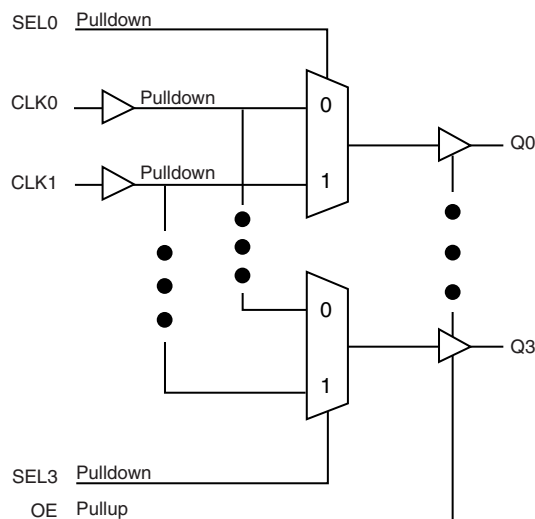 SEL0 Pulldown
CLK0 Pulldown
0
Q0
CLK1 Pulldown
1
0
Q3
1
SEL3 Pulldown
OE Pullup